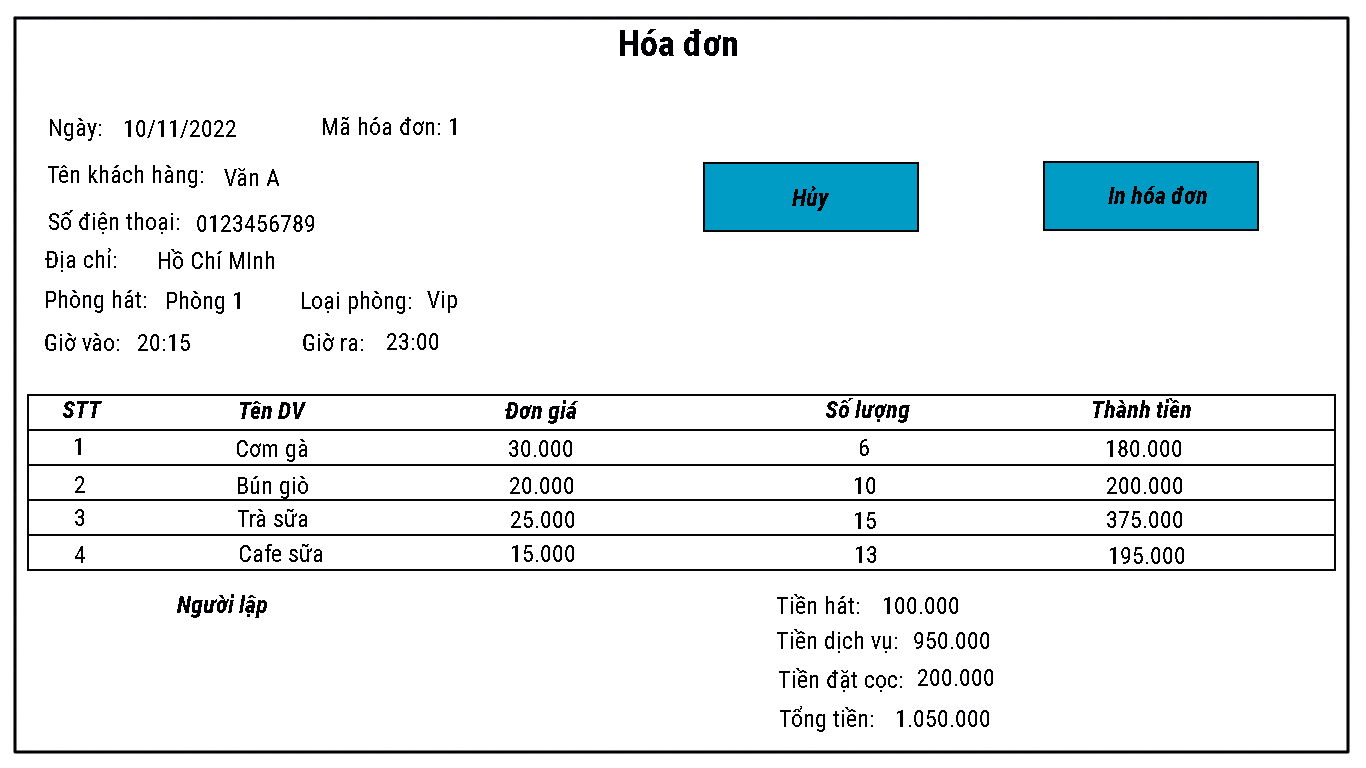 Hóa đơn
Ngày: 10/11/2022 Mã hóa đơn: 1
Tên khách hàng: Văn A
Hủy In hóa đơn
Số điện thoại: 0123456789
Địa chỉ: Hồ Chí MInh
Phòng hát: Phòng 1 Loại phòng: Vip
Giờ vào: 20:15 Giờ ra: 23:00
STT Tên DV Đơn giá Số lượng Thành tiền
1 Cơm gà 30.000 6 180.000
2 Bún giò 20.000 10 200.000
3 Trà sữa 25.000 15 375.000
4 Cafe sữa 15.000 13 195.000
Người lập
Tiền hát: 100.000
Tiền dịch vụ: 950.000
Tiền đặt cọc: 200.000
Tổng tiền: 1.050.000